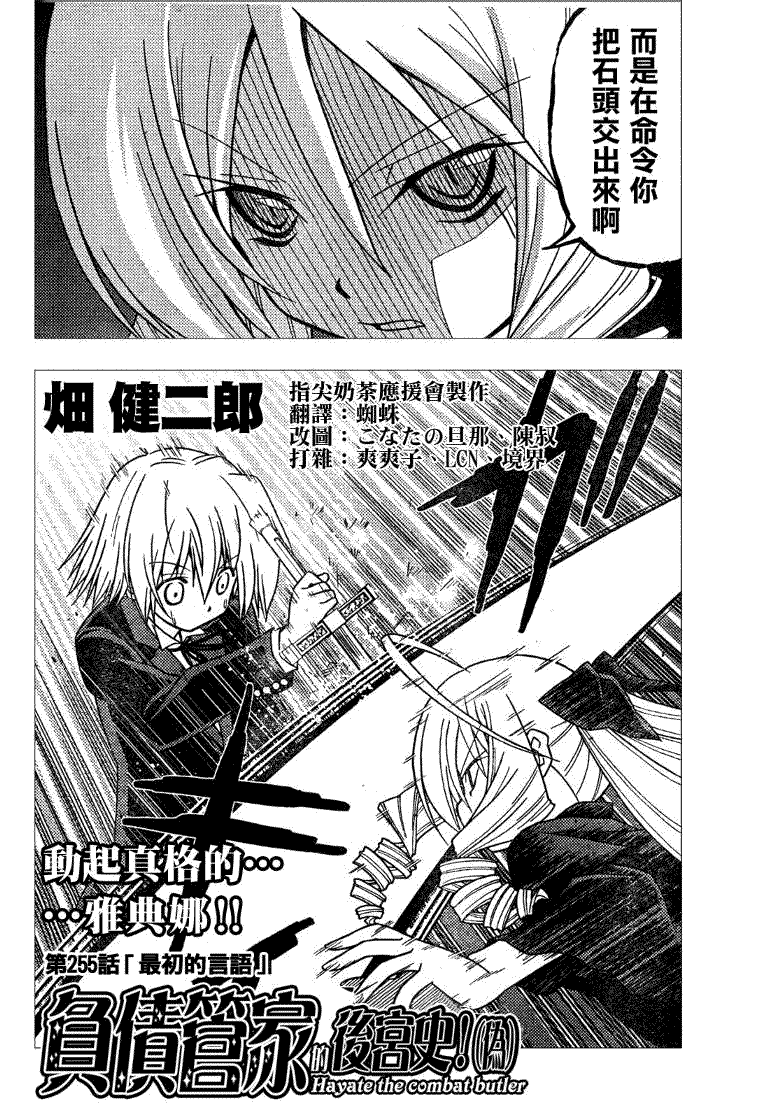 而是在命令你
把石頭交出來啊
畑 健二郎
指尖奶茶應援會製作
翻譯：蜘蛛
改圖：こなたの旦那、陳叔
打雜：爽爽子、LCN、境界
動起真格的…
…雅典娜!!
第255話「最初的言語」
負債管家的後宮史!(偽)
Hayate the combat butler